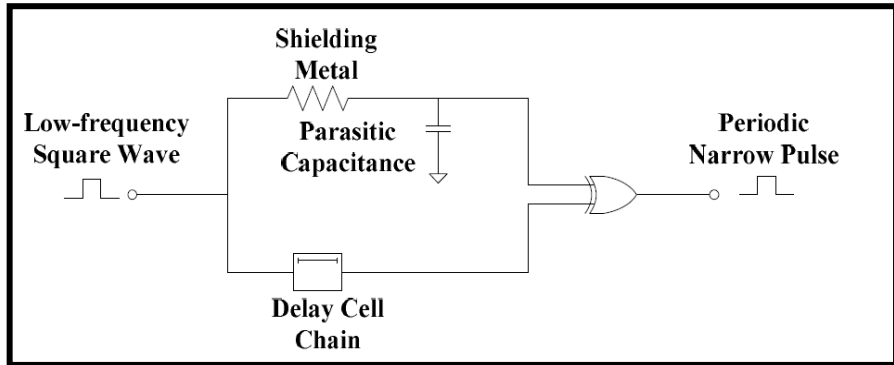 Shielding
Metal
Low-frequency
Square Wave
Parasitic
Capacitance
Periodic
Narrow Pulse
Delay Cell
Chain